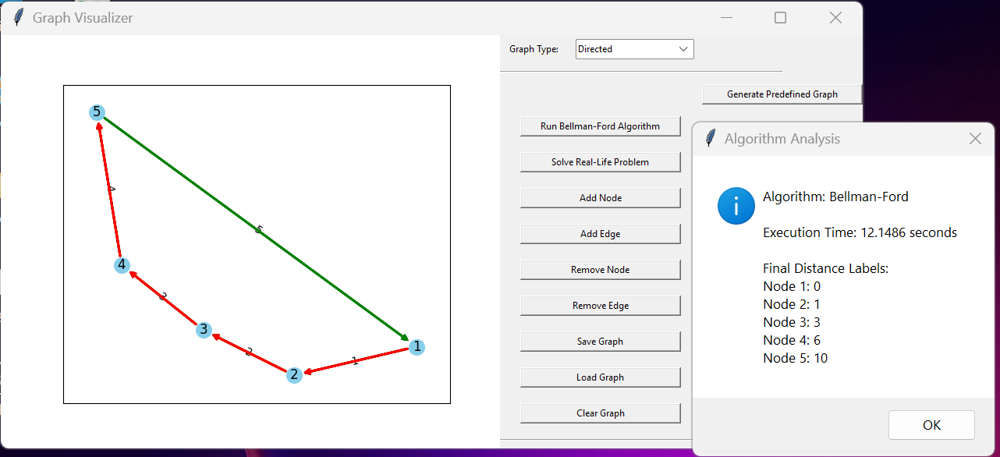 Graph Visualizer
Graph Type:
Directed
Generate Predefined Graph
Run Bellman-Ford Algorithm
Solve Real-Life Problem
Add Node
Add Edge
Remove Node
Remove Edge
Save Graph
Load Graph
Clear Graph
5
4
5
4
3
3
2
1
2
1
Algorithm Analysis
Algorithm: Bellman-Ford
Execution Time: 12.1486 seconds
Final Distance Labels:
Node 1: 0
Node 2: 1
Node 3: 3
Node 4: 6
Node 5: 10
OK